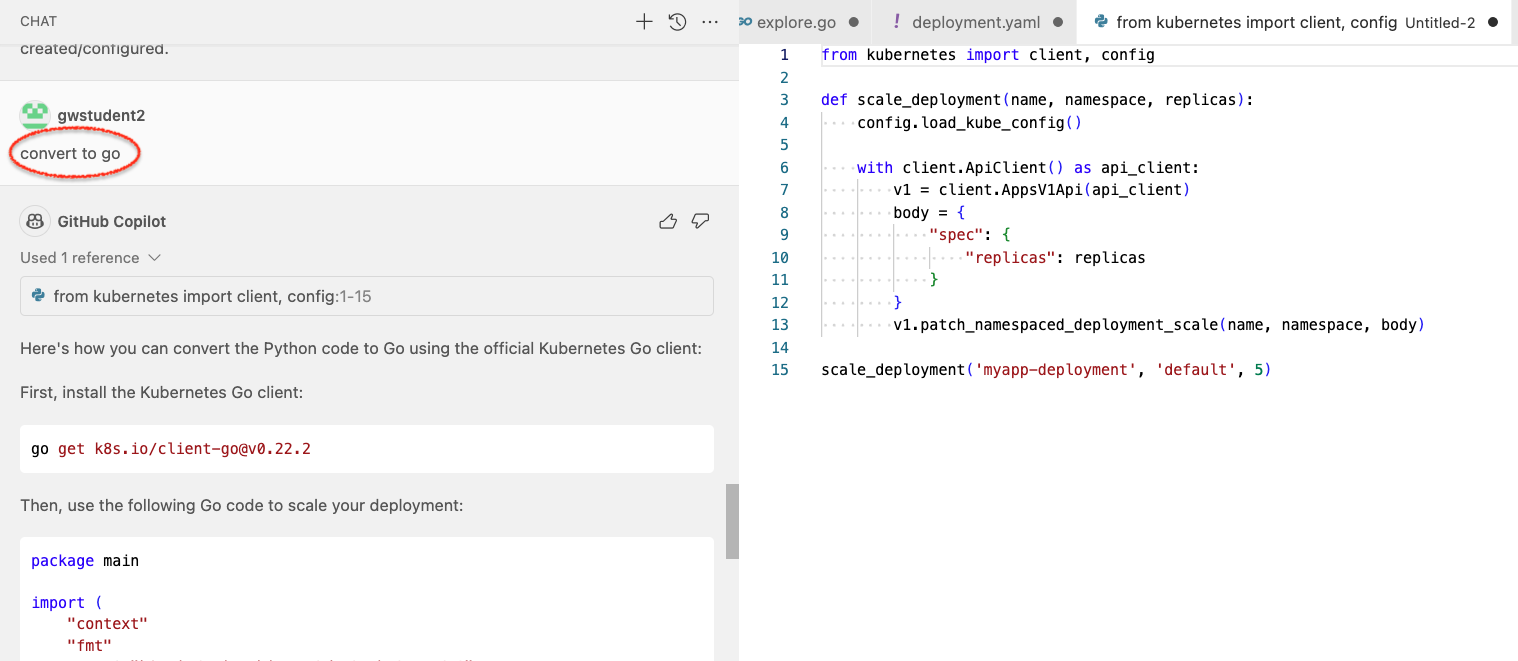 CHAT
created/configured.
gwstudent2
convert to go
GitHub Copilot
Used 1 reference
from kubernetes import client, config:1-15
Here's how you can convert the Python code to Go using the official Kubernetes Go client:
First, install the Kubernetes Go client:
go get k8s.io/client-go@v0.22.2
Then, use the following Go code to scale your deployment:
package main
import (
"context"
"fmt"
explore.go
! deployment.yaml
from kubernetes import client, config Untitled-2
1 from kubernetes import client, config
2
3 def scale_deployment(name, namespace, replicas):
4     config.load_kube_config()
5
6     with client.ApiClient() as api_client:
7         v1 = client.AppsV1Api(api_client)
8         body = {
9             "spec": {
10                 "replicas": replicas
11             }
12         }
13         v1.patch_namespaced_deployment_scale(name, namespace, body)
14
15 scale_deployment('myapp-deployment', 'default', 5)